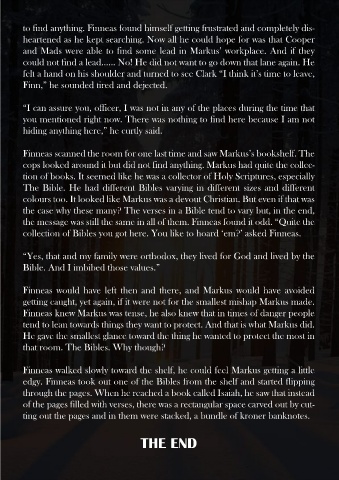 to find anything. Finneas found himself getting frustrated and completely dis-
heartened as he kept searching. Now all he could hope for was that Cooper
and Mads were able to find some lead in Markus’ workplace. And if they
could not find a lead...... No! He did not want to go down that lane again. He
felt a hand on his shoulder and turned to see Clark “I think it’s time to leave,
Finn,” he sounded tired and dejected.
“I can assure you, officer, I was not in any of the places during the time that
you mentioned right now. There was nothing to find here because I am not
hiding anything here,” he curtly said.
Finneas scanned the room for one last time and saw Markus’s bookshelf. The
cops looked around it but did not find anything. Markus had quite the collec-
tion of books. It seemed like he was a collector of Holy Scriptures, especially
The Bible. He had different Bibles varying in different sizes and different
colours too. It looked like Markus was a devout Christian. But even if that was
the case why these many? The verses in a Bible tend to vary but, in the end,
the message was still the same in all of them. Finneas found it odd. “Quite the
collection of Bibles you got here. You like to hoard ‘em?’ asked Finneas.
“Yes, that and my family were orthodox, they lived for God and lived by the
Bible. And I imbibed those values.”
Finneas would have left then and there, and Markus would have avoided
getting caught, yet again, if it were not for the smallest mishap Markus made.
Finneas knew Markus was tense, he also knew that in times of danger people
tend to lean towards things they want to protect. And that is what Markus did.
He gave the smallest glance toward the thing he wanted to protect the most in
that room. The Bibles. Why though?
Finneas walked slowly toward the shelf, he could feel Markus getting a little
edgy. Finneas took out one of the Bibles from the shelf and started flipping
through the pages. When he reached a book called Isaiah, he saw that instead
of the pages filled with verses, there was a rectangular space carved out by cut-
ting out the pages and in them were stacked, a bundle of kroner banknotes.
THE END